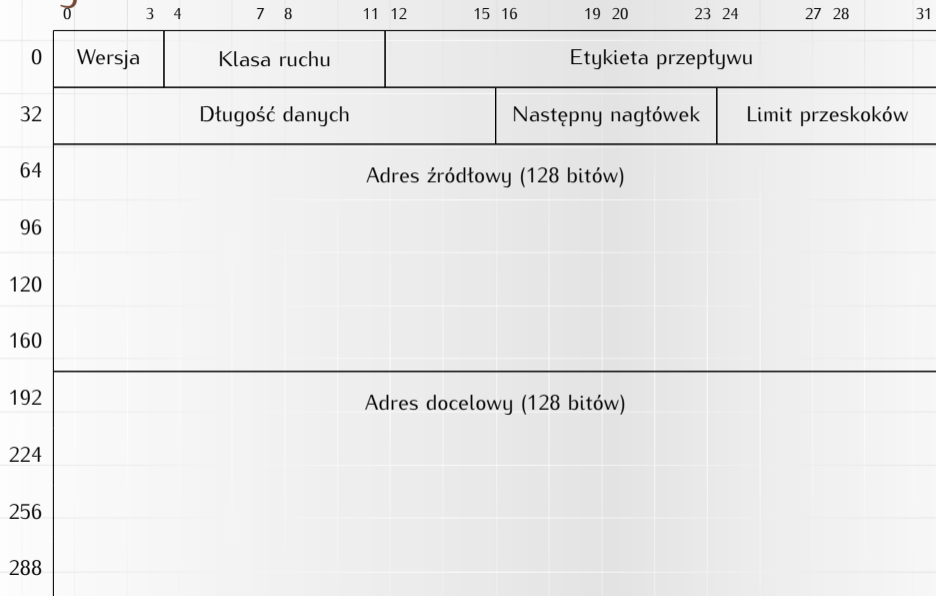 0 3 4 7 8 11 12 15 16 19 20 23 24 27 28 31
0 Wersja Klasa ruchu Etykieta przepływu
32 Długość danych Następny nagłówek Limit przeskoków
64 Adres źródłowy (128 bitów)
96
120
160
192 Adres docelowy (128 bitów)
224
256
288